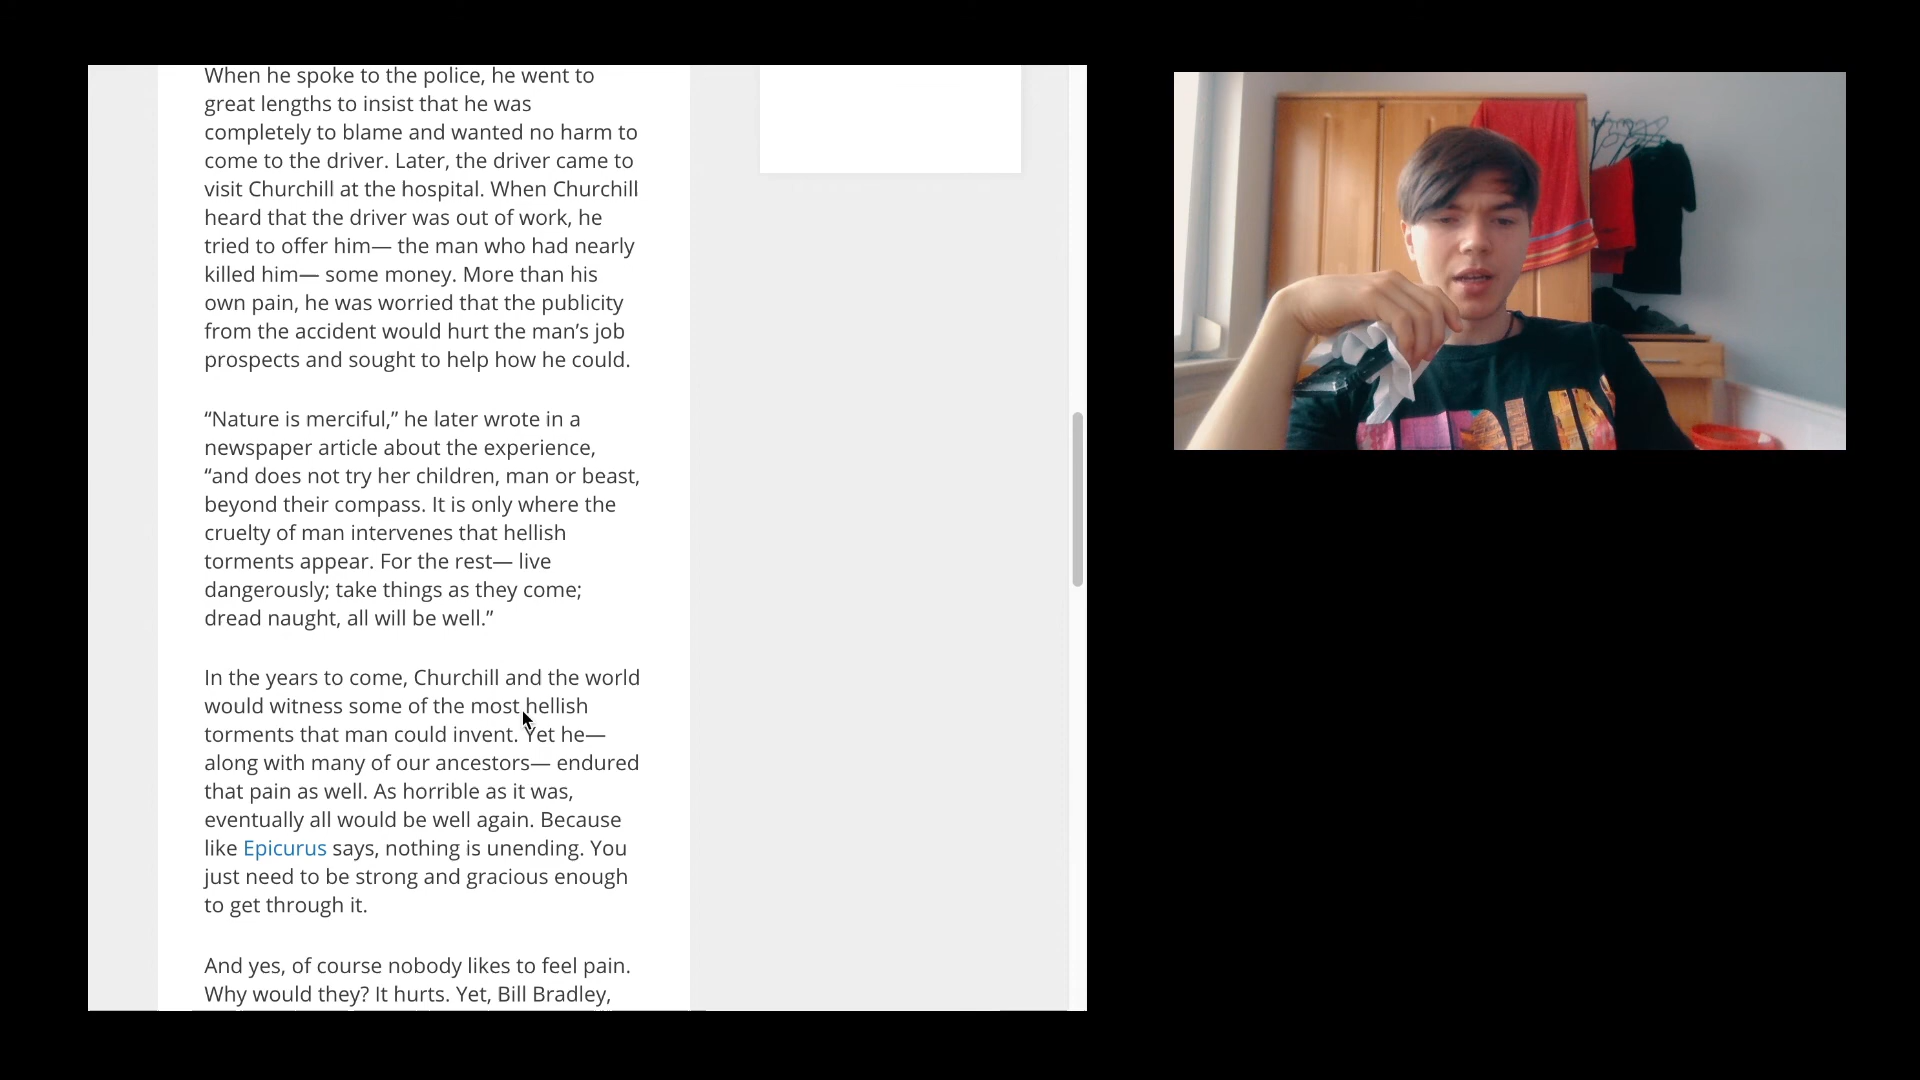 When he spoke to the police, he went to
great lengths to insist that he was
completely to blame and wanted no harm to
come to the driver. Later, the driver came to
visit Churchill at the hospital. When Churchill
heard that the driver was out of work, he
tried to offer him— the man who had nearly
killed him— some money. More than his
own pain, he was worried that the publicity
from the accident would hurt the man’s job
prospects and sought to help how he could.
“Nature is merciful,” he later wrote in a
newspaper article about the experience,
“and does not try her children, man or beast,
beyond their compass. It is only where the
cruelty of man intervenes that hellish
torments appear. For the rest— live
dangerously; take things as they come;
dread naught, all will be well.”
In the years to come, Churchill and the world
would witness some of the most hellish
torments that man could invent. Yet he—
along with many of our ancestors— endured
that pain as well. As horrible as it was,
eventually all would be well again. Because
like Epicurus says, nothing is unending. You
just need to be strong and gracious enough
to get through it.
And yes, of course nobody likes to feel pain.
Why would they? It hurts. Yet, Bill Bradley,